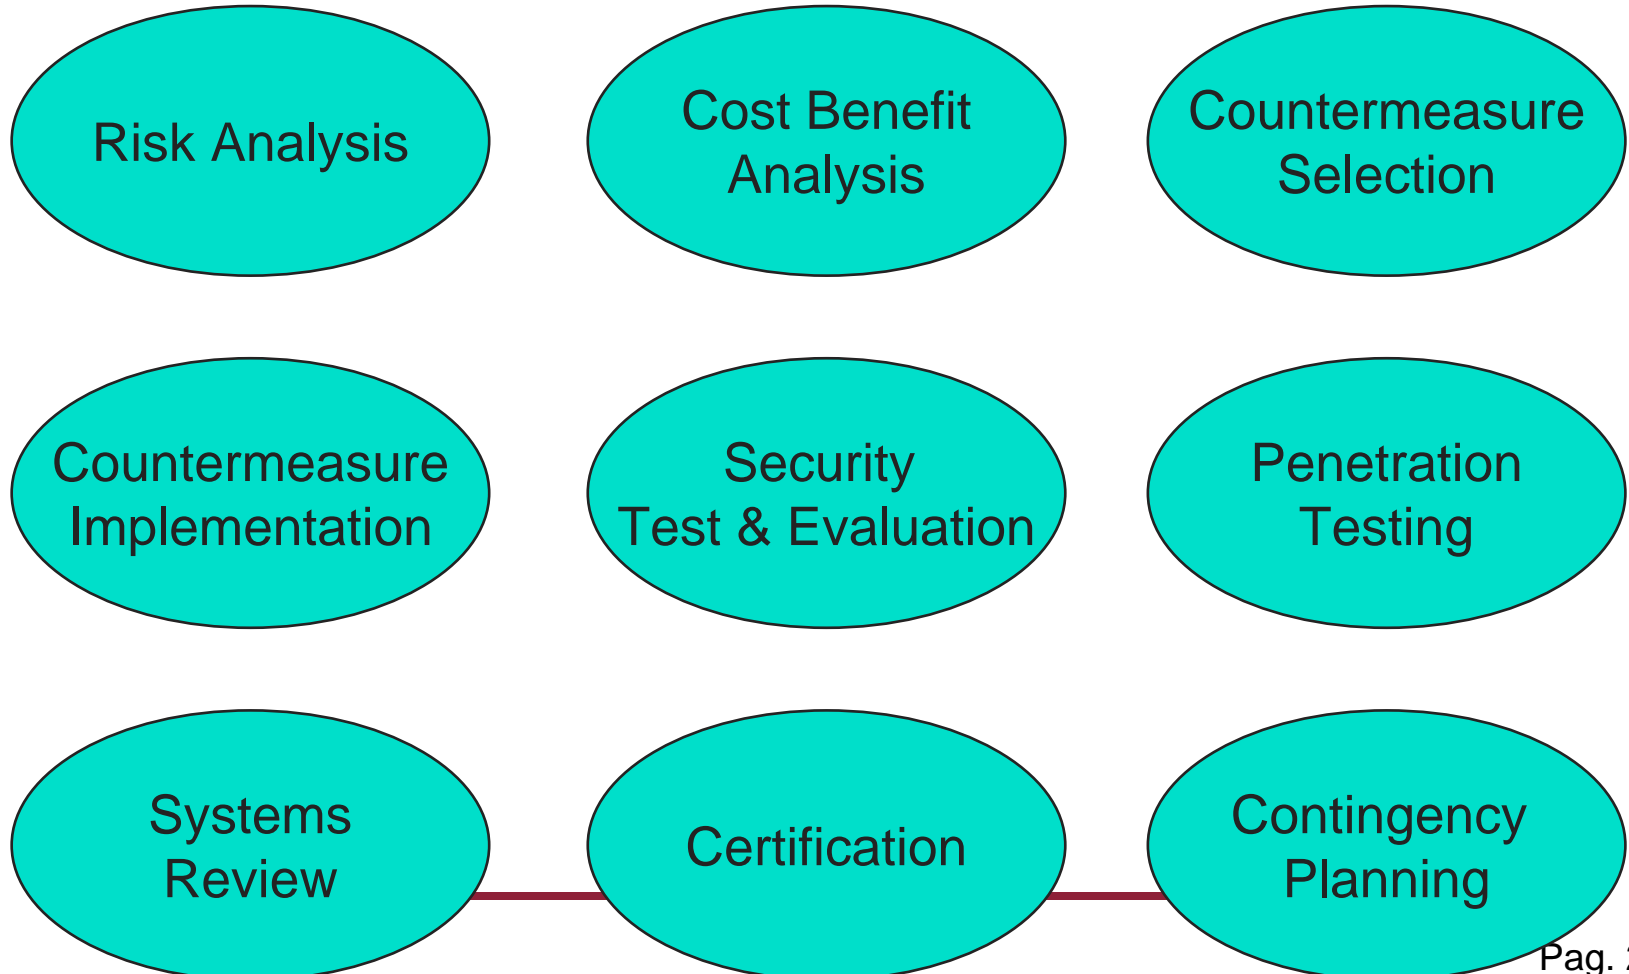 Risk Analysis
Cost Benefit
Analysis
Countermeasure
Selection
Countermeasure
Implementation
Security
Test & Evaluation
Penetration
Testing
Systems
Review
Certification
Contingency
Planning
Pag. 2